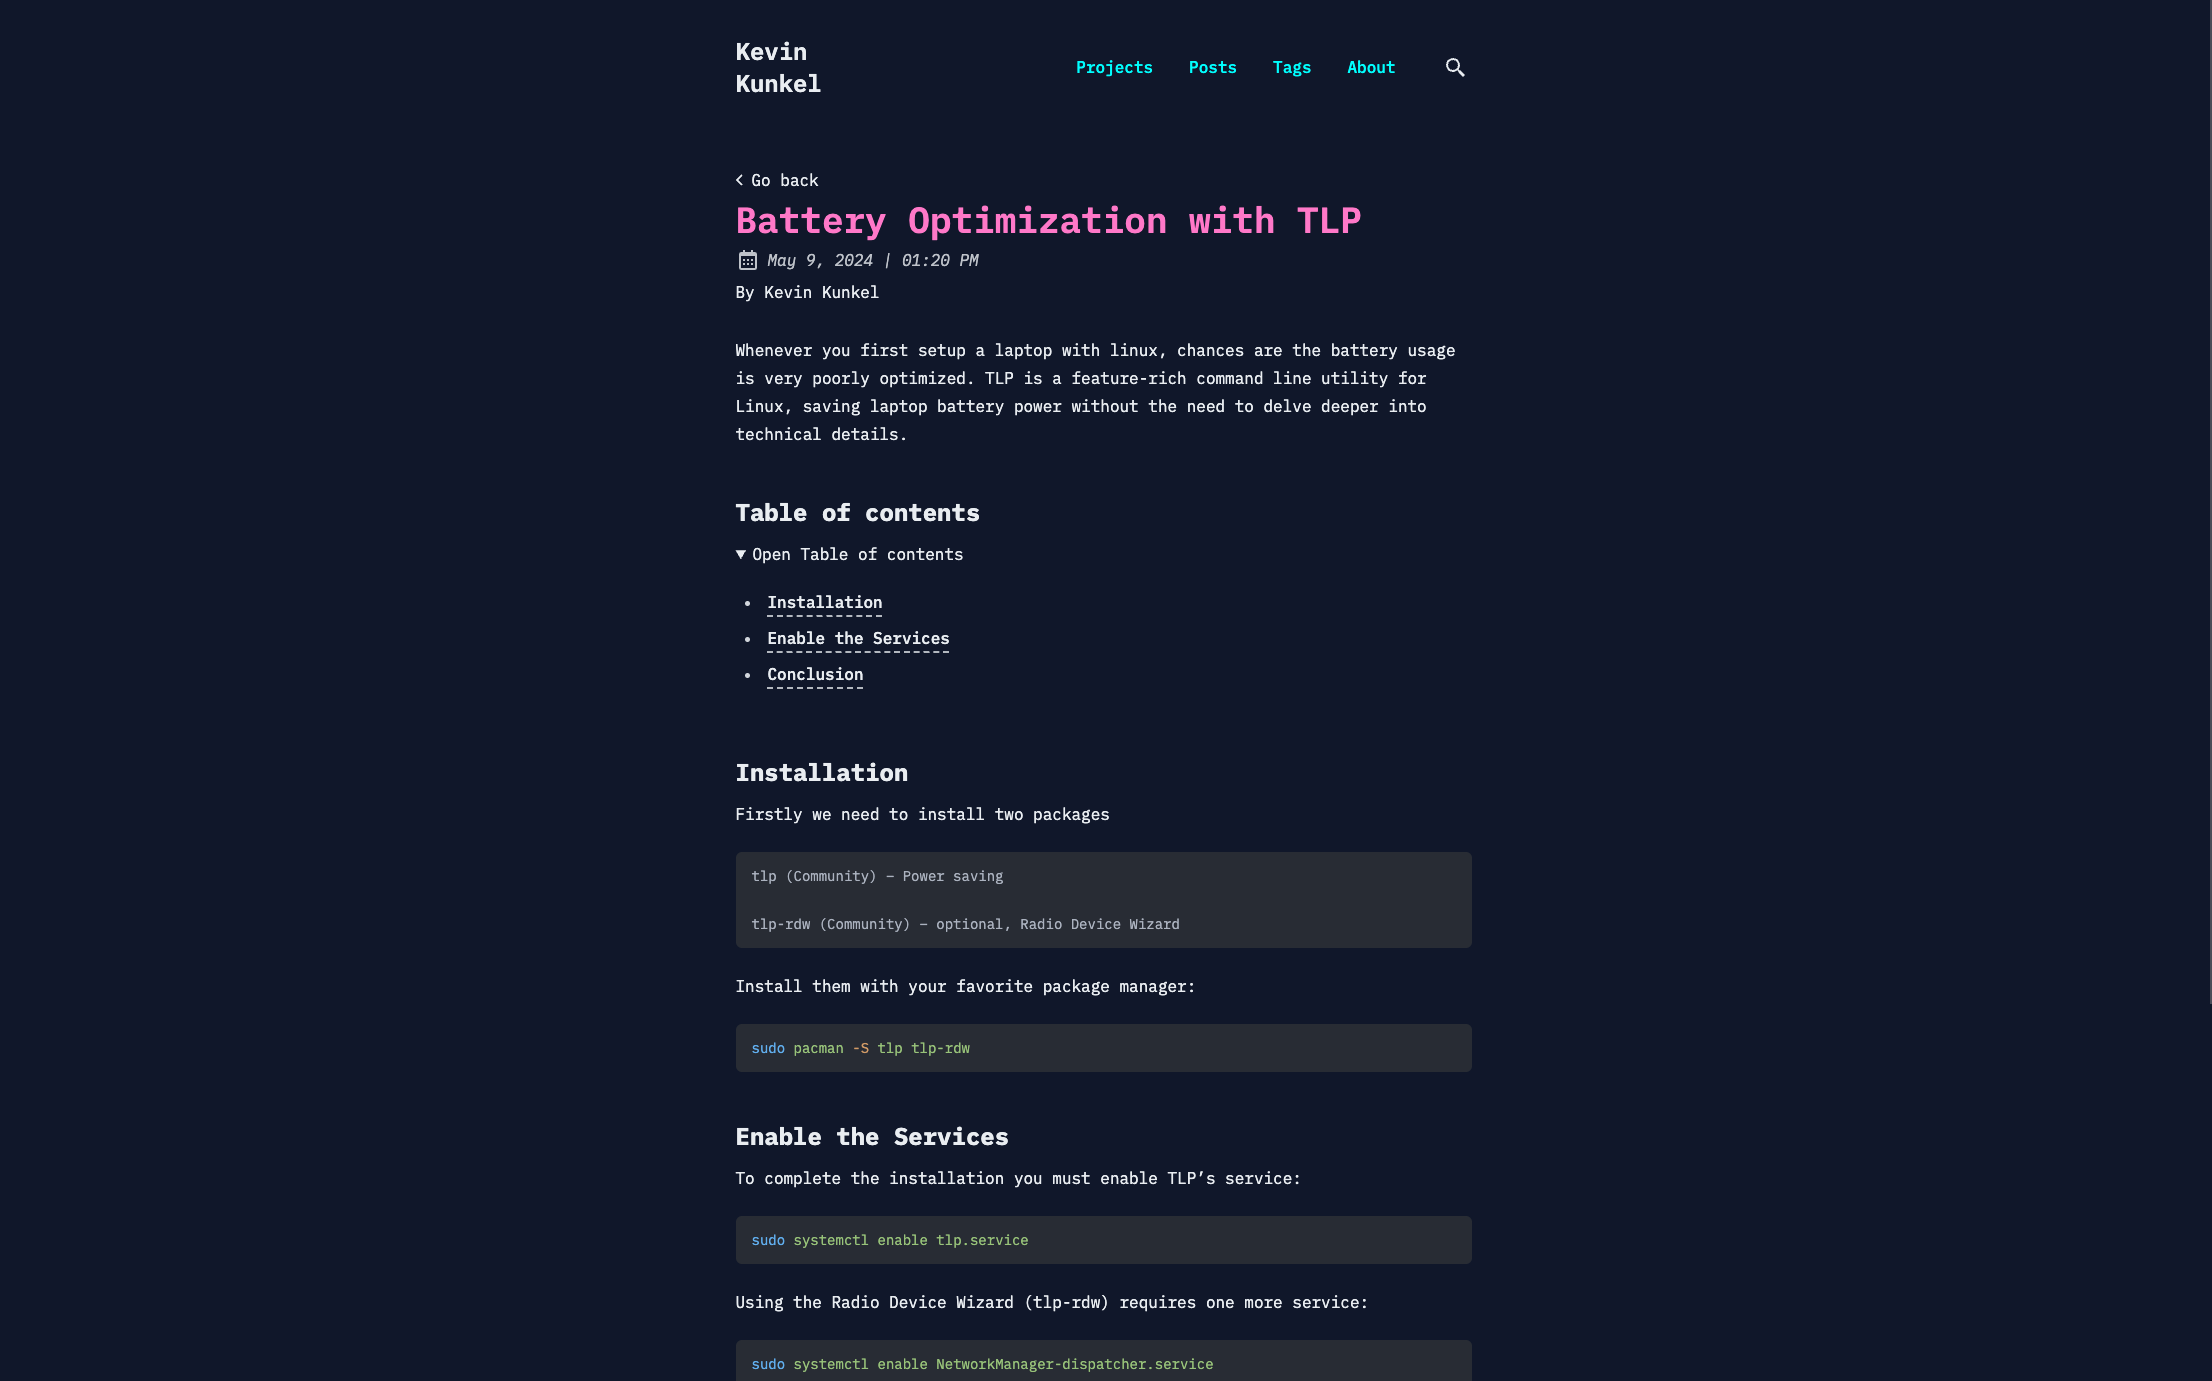 Kevin
Kunkel
Projects Posts Tags About
Go back
Battery Optimization with TLP
May 9, 2024 | 01:20 PM
By Kevin Kunkel
Whenever you first setup a laptop with linux, chances are the battery usage
is very poorly optimized. TLP is a feature-rich command line utility for
Linux, saving laptop battery power without the need to delve deeper into
technical details.
Table of contents
▼ Open Table of contents
• Installation
• Enable the Services
• Conclusion
Installation
Firstly we need to install two packages
tlp (Community) – Power saving
tlp-rdw (Community) – optional, Radio Device Wizard
Install them with your favorite package manager:
sudo pacman -S tlp tlp-rdw
Enable the Services
To complete the installation you must enable TLP’s service:
sudo systemctl enable tlp.service
Using the Radio Device Wizard (tlp-rdw) requires one more service:
sudo systemctl enable NetworkManager-dispatcher.service